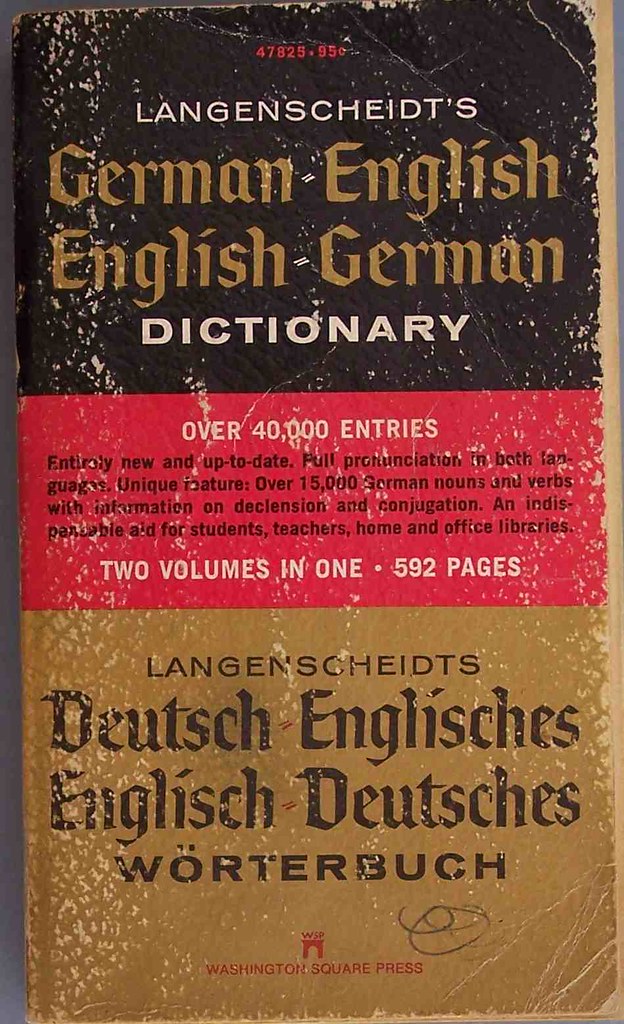 47825 • 95¢
LANGENSCHEIDT'S
German-English
English-German
DICTIONARY
OVER 40,000 ENTRIES
Entirely new and up-to-date. Full pronunciation in both lan-
guages. Unique feature: Over 15,000 German nouns and verbs
with information on declension and conjugation. An indis-
pensable aid for students, teachers, home and office libraries.
TWO VOLUMES IN ONE • 592 PAGES
LANGENSCHEIDTS
Deutsch-Englisches
Englisch-Deutsches
WÖRTERBUCH
WSP
WASHINGTON SQUARE PRESS